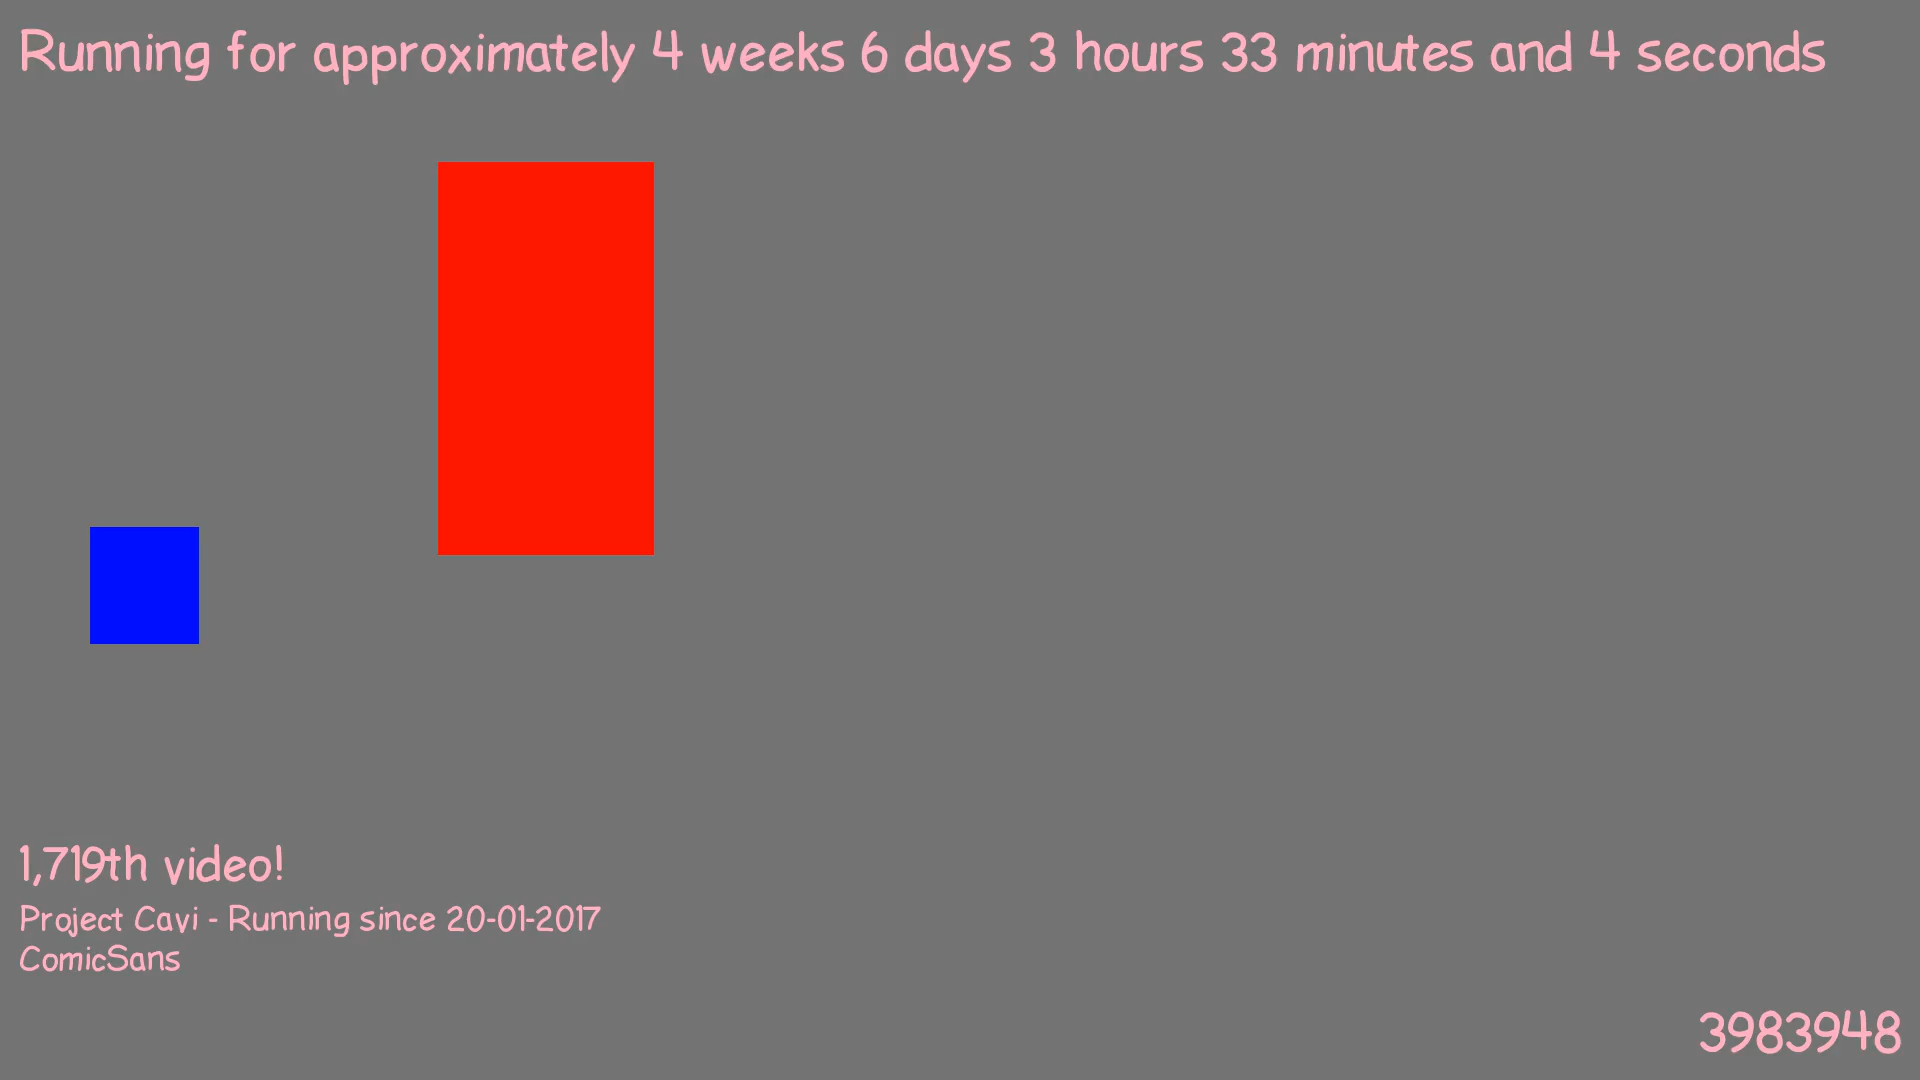 Running for approximately 4 weeks 6 days 3 hours 33 minutes and 4 seconds
1,719th video!
Project Cavi - Running since 20-01-2017
ComicSans
3983948